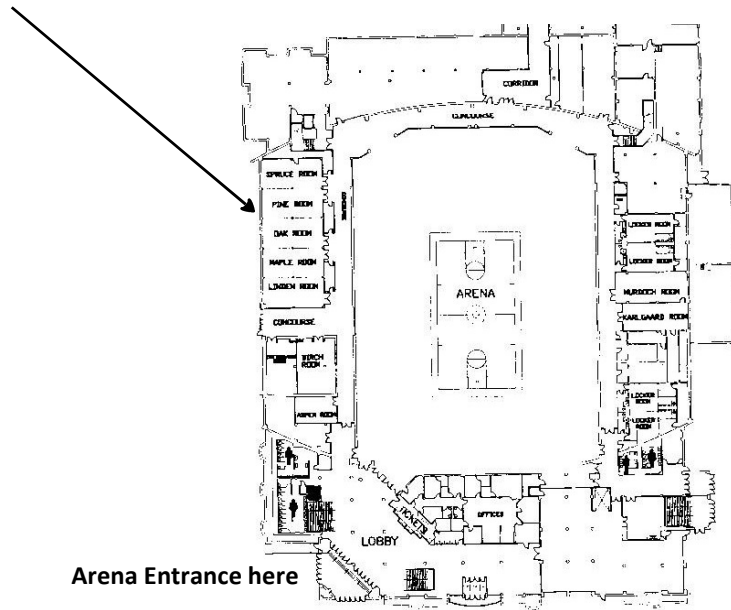 CORRIDOR
CONCOURSE
SPRUCE ROOM
PINE ROOM
OAK ROOM
MAPLE ROOM
LINDEN ROOM
CONCOURSE
CONCOURSE
BIRCH
ROOM
ASPEN ROOM
ARENA
LOCKER ROOM
LOCKER ROOM
MURDOCH ROOM
KARLGAARD ROOM
LOCKER
ROOM
LOCKER
ROOM
TICKETS
OFFICES
LOBBY
Arena Entrance here